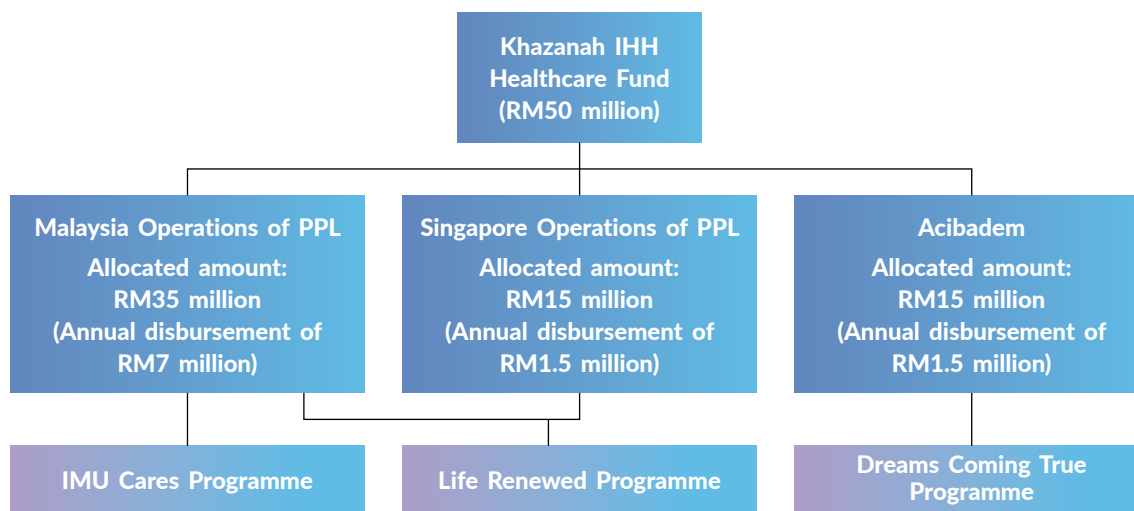 Khazanah IHH
Healthcare Fund
(RM50 million)
Malaysia Operations of PPL
Allocated amount:
RM35 million
(Annual disbursement of
RM7 million)
Singapore Operations of PPL
Allocated amount:
RM15 million
(Annual disbursement of
RM1.5 million)
Acibadem
Allocated amount:
RM15 million
(Annual disbursement of
RM1.5 million)
IMU Cares Programme
Life Renewed Programme
Dreams Coming True
Programme